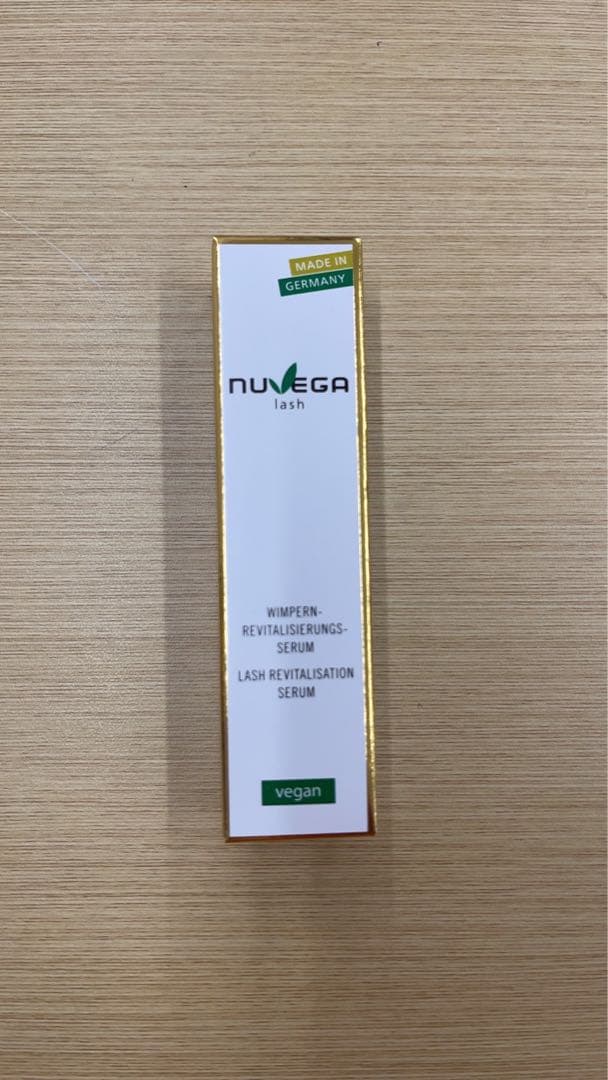 MADE IN
GERMANY
NUVEGA
lash
WIMPERN-
REVITALISIERUNGS-
SERUM
LASH REVITALISATION
SERUM
vegan